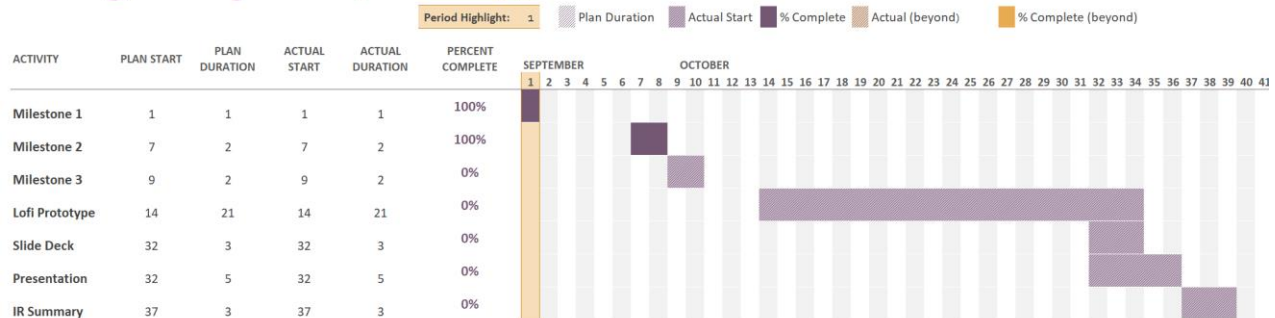 Period Highlight: 1 Plan Duration Actual Start % Complete Actual (beyond) % Complete (beyond)
ACTIVITY PLAN START PLAN DURATION ACTUAL START ACTUAL DURATION PERCENT COMPLETE SEPTEMBER OCTOBER
1 2 3 4 5 6 7 8 9 10 11 12 13 14 15 16 17 18 19 20 21 22 23 24 25 26 27 28 29 30 31 32 33 34 35 36 37 38 39 40 41
Milestone 1 1 1 1 1 100%
Milestone 2 7 2 7 2 100%
Milestone 3 9 2 9 2 0%
Lofi Prototype 14 21 14 21 0%
Slide Deck 32 3 32 3 0%
Presentation 32 5 32 5 0%
IR Summary 37 3 37 3 0%